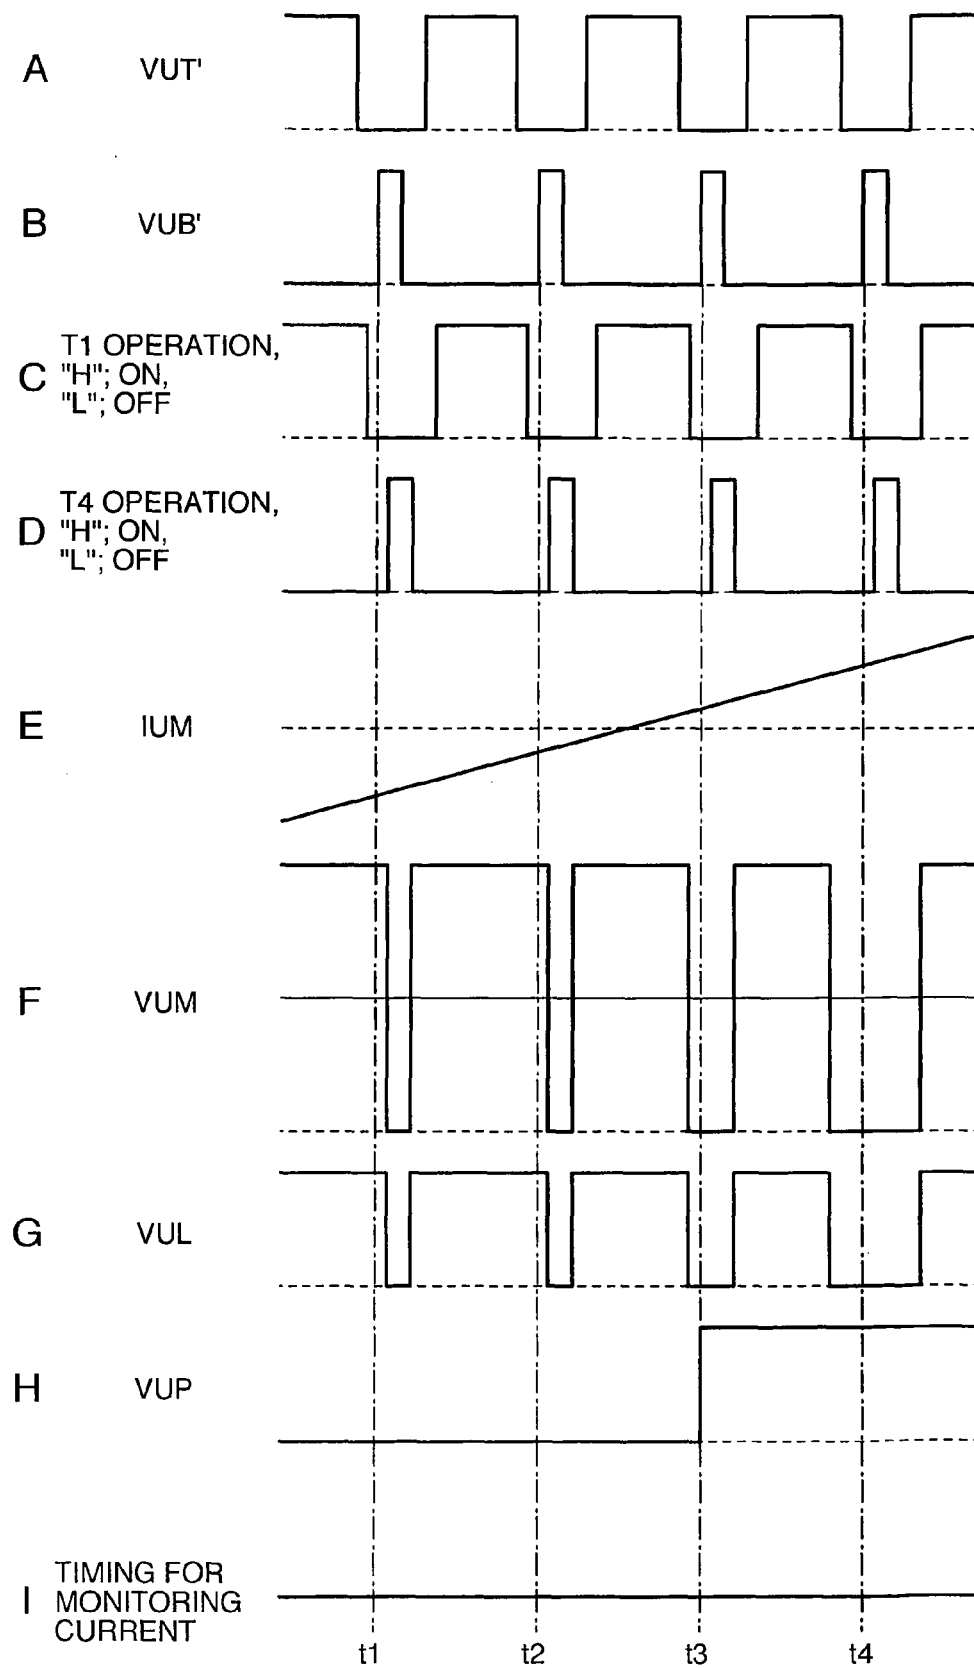 A VUT'
B VUB'
T1 OPERATION,
C "H"; ON,
"L"; OFF
T4 OPERATION,
D "H"; ON,
"L"; OFF
E IUM
F VUM
G VUL
H VUP
TIMING FOR
I MONITORING
CURRENT
t1 t2 t3 t4